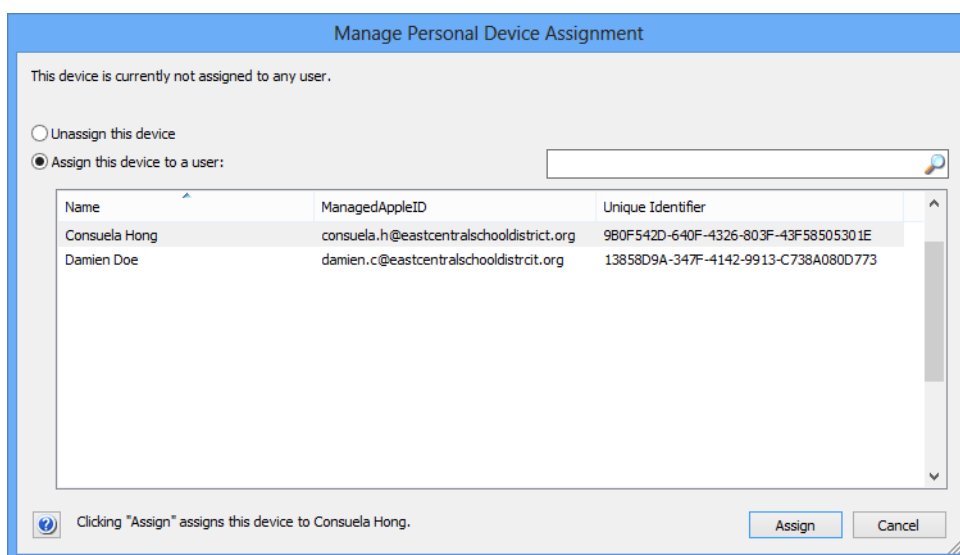 Manage Personal Device Assignment
This device is currently not assigned to any user.
Unassign this device
Assign this device to a user:
Name ManagedAppleID Unique Identifier
Consuela Hong consuela.h@eastcentralschooldistrict.org 9B0F542D-640F-4326-803F-43F58505301E
Damien Doe damien.c@eastcentralschooldistrcit.org 13858D9A-347F-4142-9913-C738A080D773
? Clicking "Assign" assigns this device to Consuela Hong. Assign Cancel